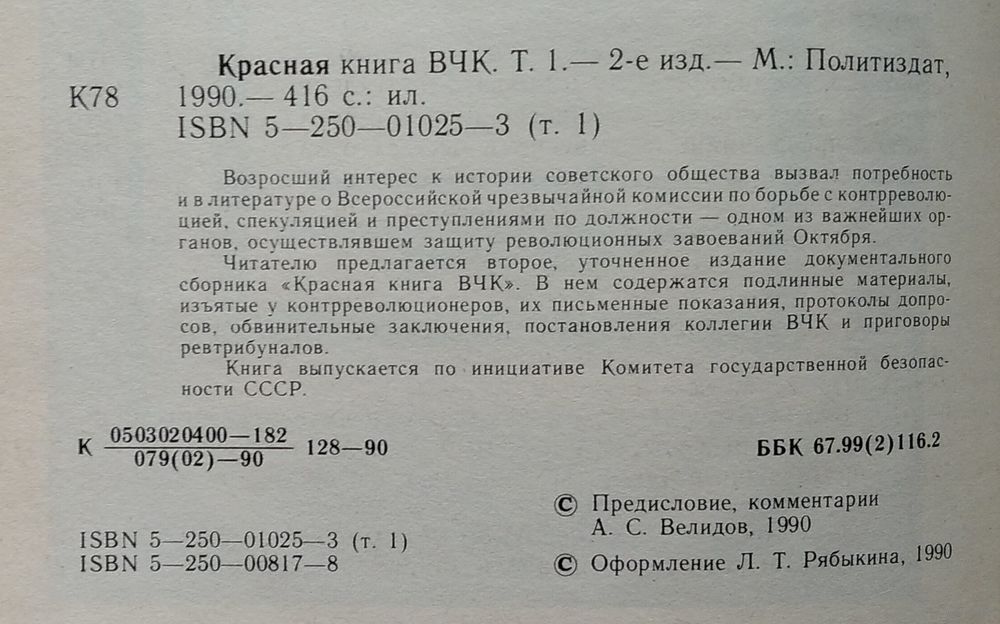 Красная книга ВЧК. Т. 1.— 2-е изд.— М.: Политиздат,
К78 1990.— 416 с.: ил.
ISBN 5—250—01025—3 (т. 1)
Возросший интерес к истории советского общества вызвал потребность
и в литературе о Всероссийской чрезвычайной комиссии по борьбе с контрреволю-
цией, спекуляцией и преступлениями по должности — одном из важнейших ор-
ганов, осуществлявшем защиту революционных завоеваний Октября.
Читателю предлагается второе, уточненное издание документального
сборника «Красная книга ВЧК». В нем содержатся подлинные материалы,
изъятые у контрреволюционеров, их письменные показания, протоколы допро-
сов, обвинительные заключения, постановления коллегии ВЧК и приговоры
ревтрибуналов.
Книга выпускается по инициативе Комитета государственной безопас-
ности СССР.
К 0503020400—182 128—90
079(02)—90
ББК 67.99(2)116.2
© Предисловие, комментарии
А. С. Велидов, 1990
ISBN 5—250—01025—3 (т. 1)
ISBN 5—250—00817—8
© Оформление Л. Т. Рябыкина, 1990